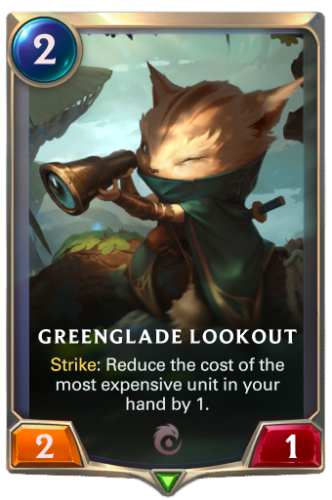 2
GREENGLADE LOOKOUT
Strike: Reduce the cost of the
most expensive unit in your
hand by 1.
2 1